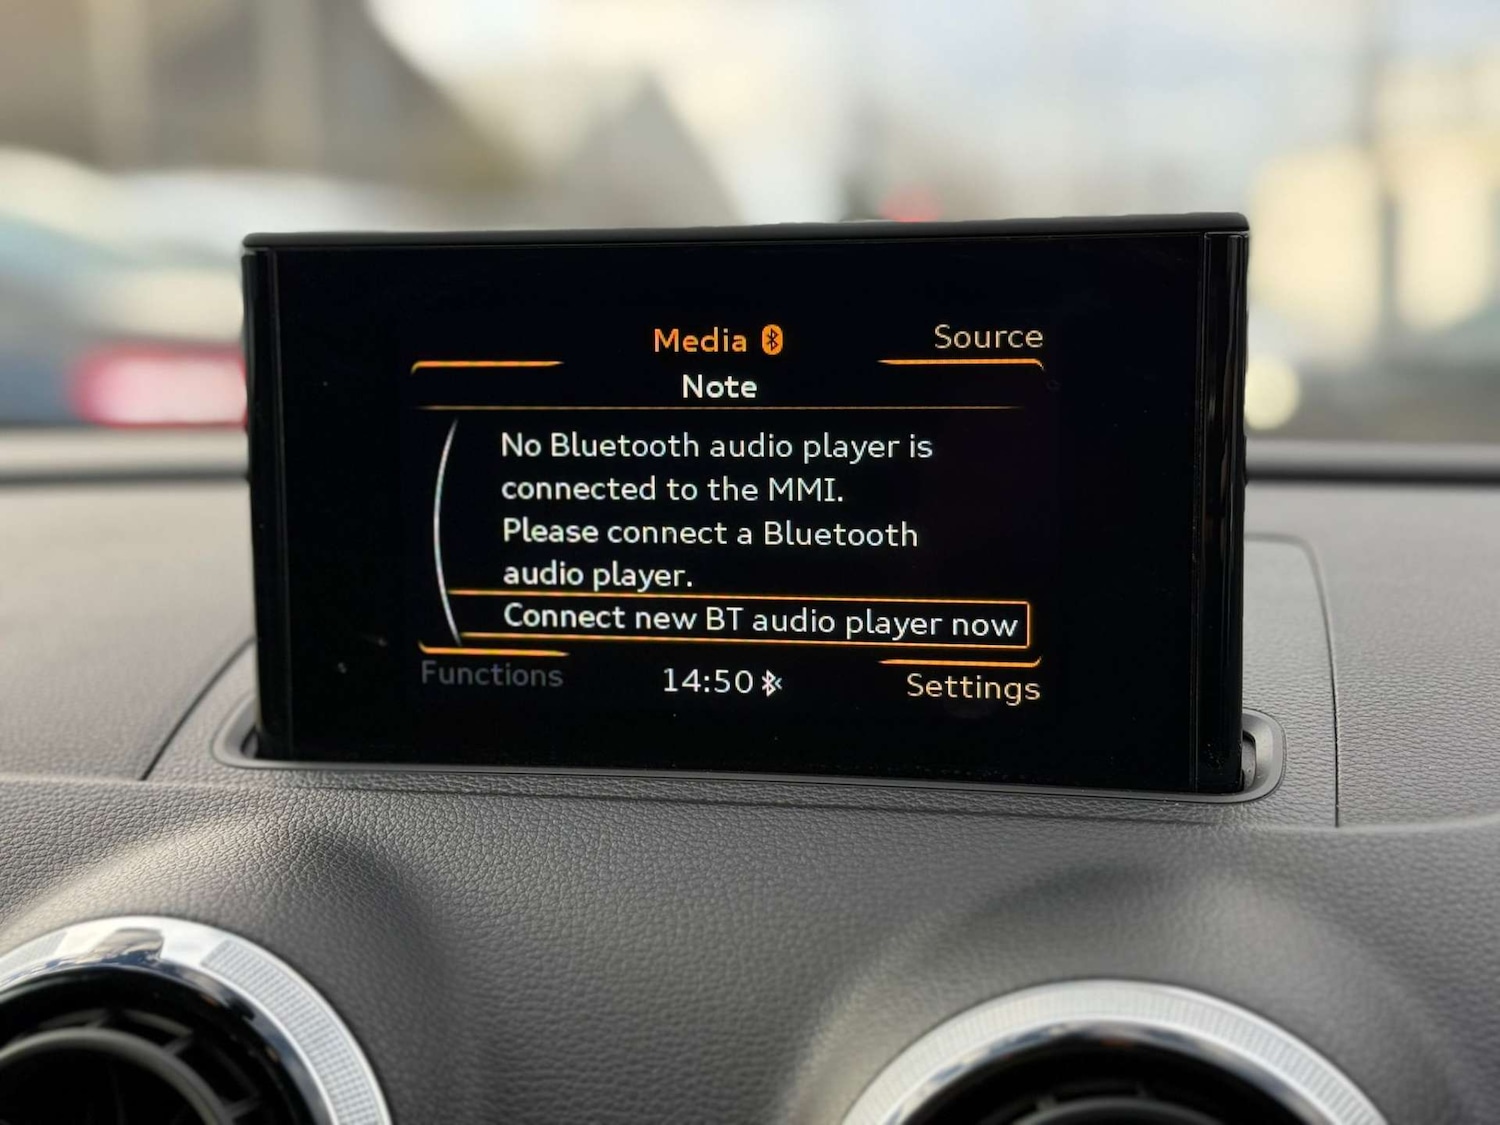 Media
Source
Note
No Bluetooth audio player is
connected to the MMI.
Please connect a Bluetooth
audio player.
Connect new BT audio player now
Functions
14:50
Settings